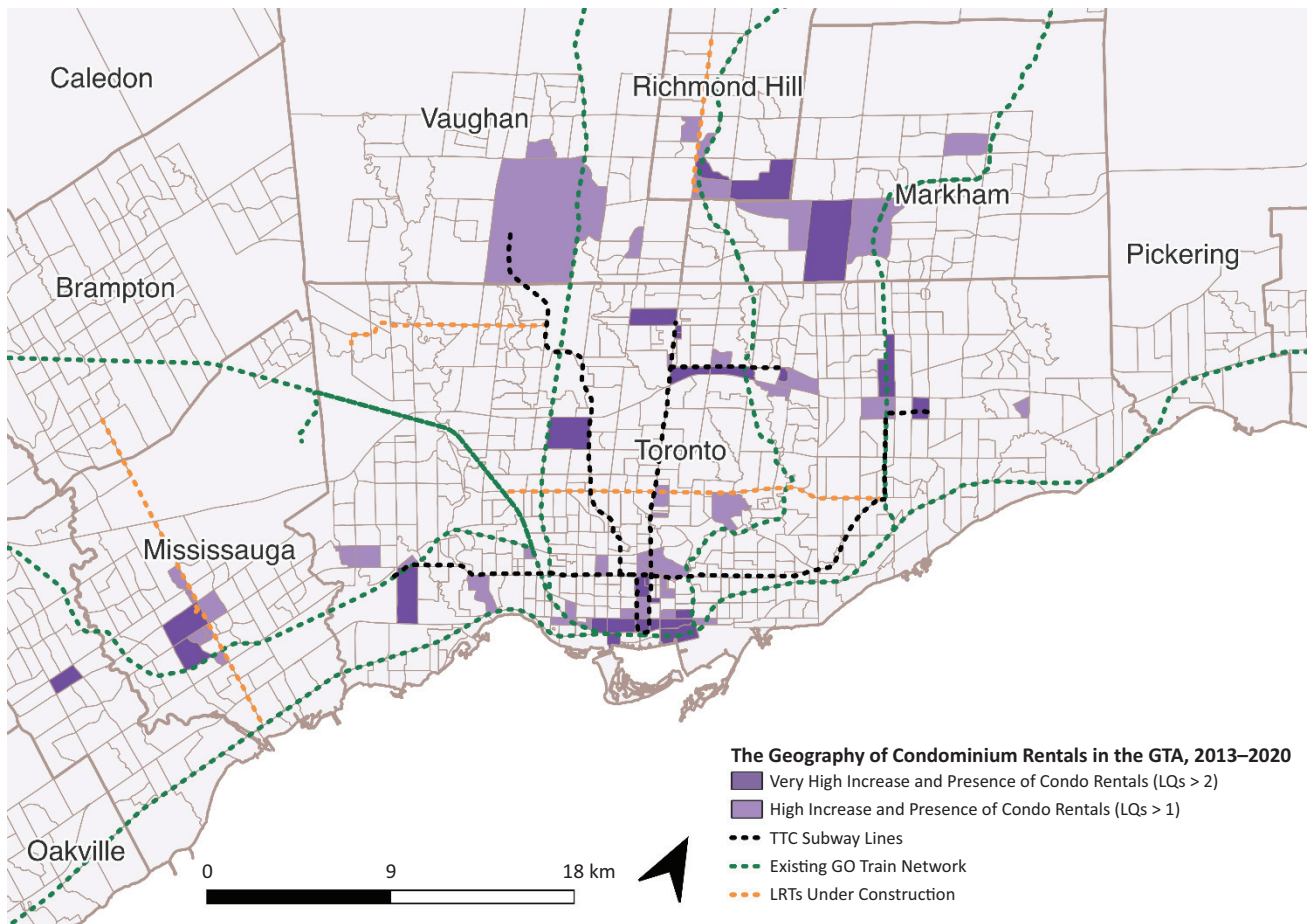 Caledon
Richmond Hill
Vaughan
Markham
Pickering
Brampton
Toronto
Mississauga
Oakville
The Geography of Condominium Rentals in the GTA, 2013–2020
Very High Increase and Presence of Condo Rentals (LQs > 2)
High Increase and Presence of Condo Rentals (LQs > 1)
TTC Subway Lines
Existing GO Train Network
LRTs Under Construction
0 9 18 km